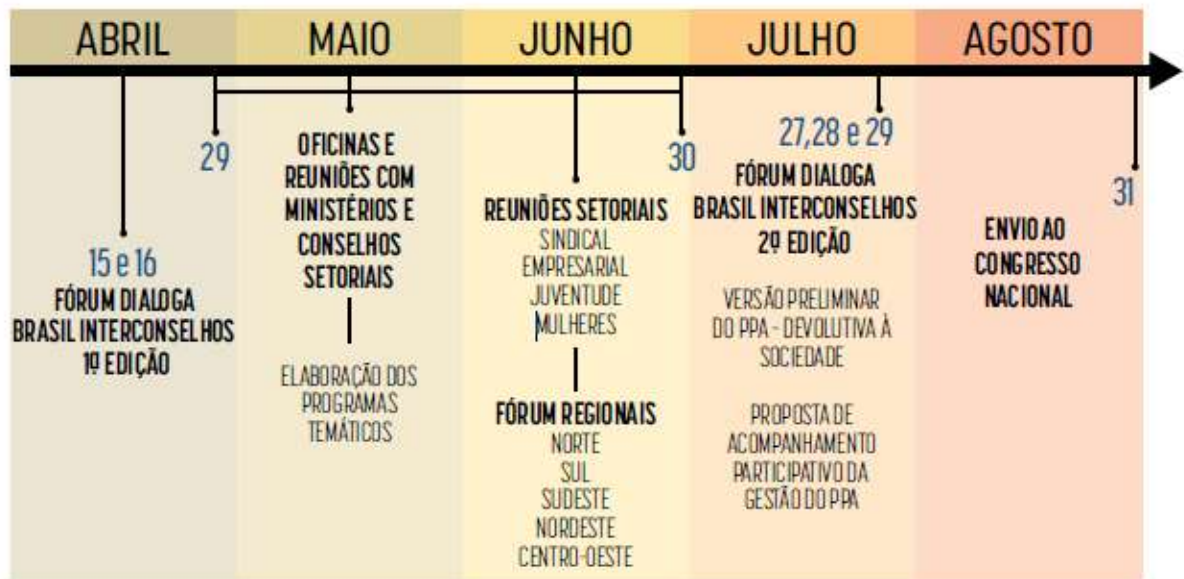 ABRIL
MAIO
JUNHO
JULHO
AGOSTO
15 e 16
FÓRUM DIALOGA
BRASIL INTERCONSELHOS
1º EDIÇÃO
29
OFICINAS E
REUNIÕES COM
MINISTÉRIOS E
CONSELHOS
SETORIAIS
ELABORAÇÃO DOS
PROGRAMAS
TEMÁTICOS
REUNIÕES SETORIAIS
SINDICAL
EMPRESARIAL
JUVENTUDE
MULHERES
FÓRUM REGIONAIS
NORTE
SUL
SUDESTE
NORDESTE
CENTRO-OESTE
30
27,28 e 29
FÓRUM DIALOGA
BRASIL INTERCONSELHOS
2º EDIÇÃO
VERSÃO PRELIMINAR
DO PPA - DEVOLUTIVA À
SOCIEDADE
PROPOSTA DE
ACOMPANHAMENTO
PARTICIPATIVO DA
GESTÃO DO PPA
31
ENVIO AO
CONGRESSO
NACIONAL